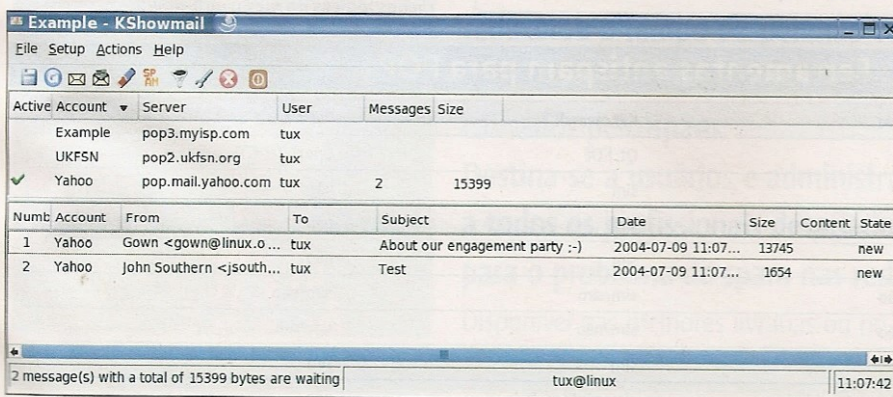 Example - KShowmail
File Setup Actions Help
SP AM
Active Account Server User Messages Size
Example pop3.myisp.com tux
UKFSN pop2.ukfsn.org tux
Yahoo pop.mail.yahoo.com tux 2 15399
Numb Account From To Subject Date Size Content State
1 Yahoo Gown <gown@linux.o... tux About our engagement party ;-) 2004-07-09 11:07... 13745 new
2 Yahoo John Southern <jsouth... tux Test 2004-07-09 11:07... 1654 new
2 message(s) with a total of 15399 bytes are waiting tux@linux 11:07:42